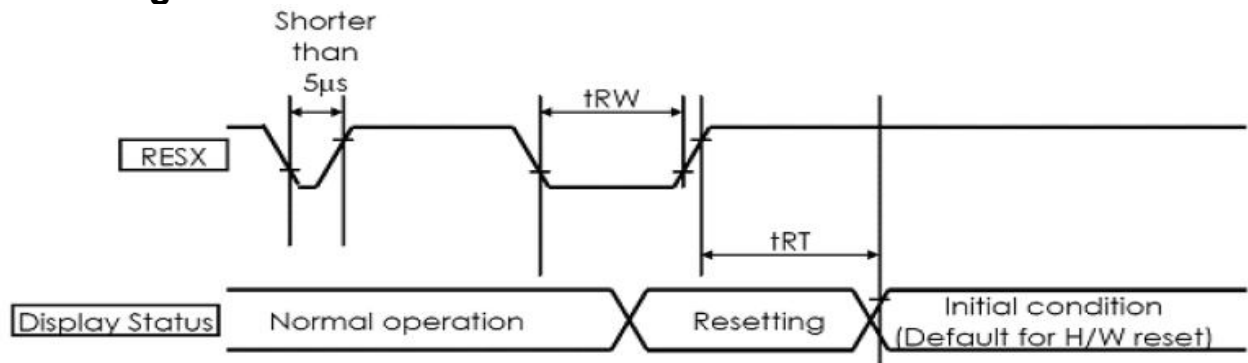 g
Shorter
than
5μs
tRW
RESX
tRT
Display Status
Normal operation
Resetting
Initial condition
(Default for H/W reset)